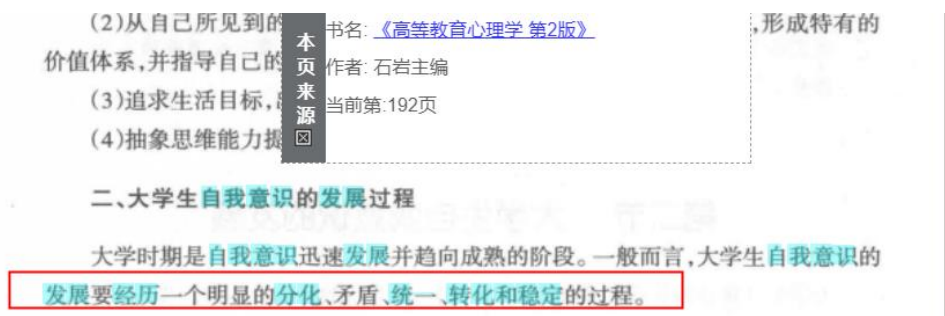 (2)从自己所见到的
,形成特有的
价值体系,并指导自己的
(3)追求生活目标,
(4)抽象思维能力提
本页来源
书名: 《高等教育心理学 第2版》
作者: 石岩主编
当前第:192页
二、大学生自我意识的发展过程
大学时期是自我意识迅速发展并趋向成熟的阶段。一般而言,大学生自我意识的
发展要经历一个明显的分化、矛盾、统一、转化和稳定的过程。